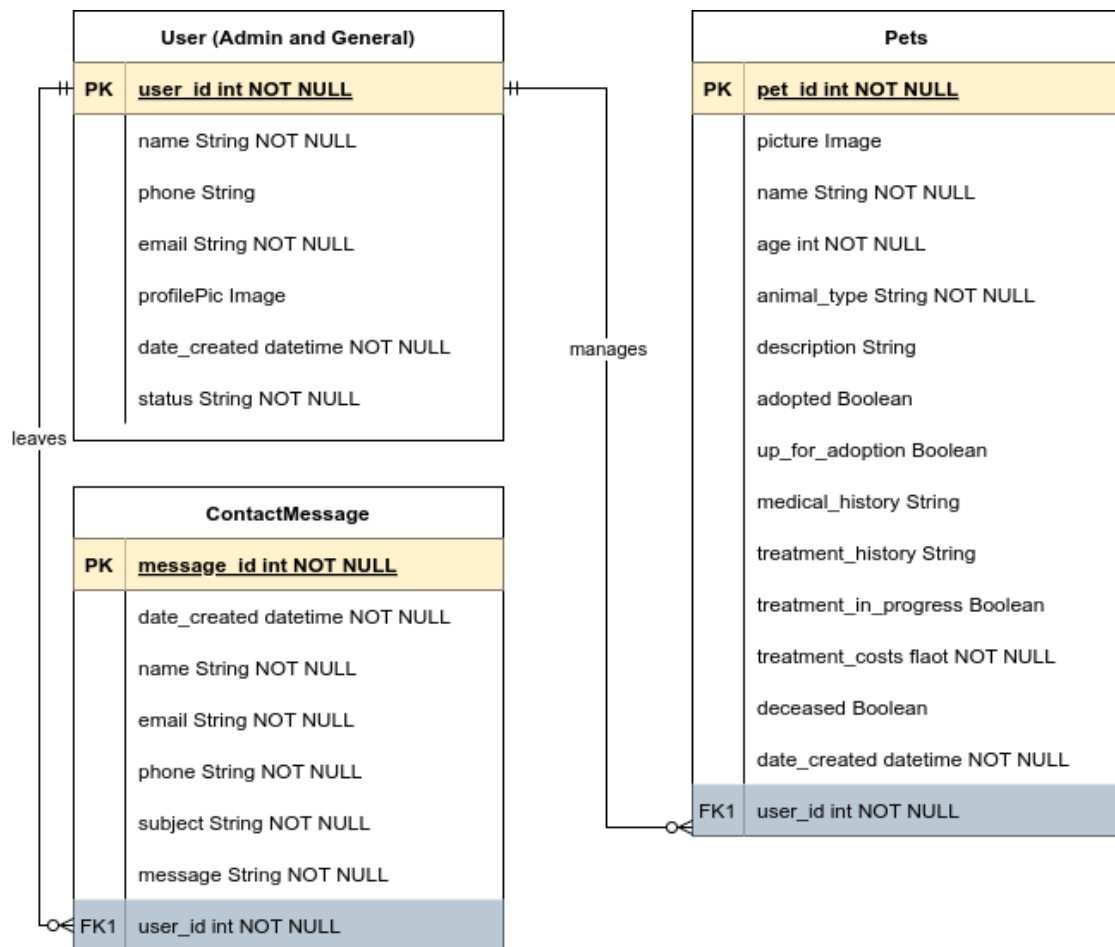 User (Admin and General)
PK user_id int NOT NULL
name String NOT NULL
phone String
email String NOT NULL
profilePic Image
date_created datetime NOT NULL
status String NOT NULL
leaves
ContactMessage
PK message_id int NOT NULL
date_created datetime NOT NULL
name String NOT NULL
email String NOT NULL
phone String NOT NULL
subject String NOT NULL
message String NOT NULL
FK1 user_id int NOT NULL
manages
Pets
PK pet_id int NOT NULL
picture Image
name String NOT NULL
age int NOT NULL
animal_type String NOT NULL
description String
adopted Boolean
up_for_adoption Boolean
medical_history String
treatment_history String
treatment_in_progress Boolean
treatment_costs flaot NOT NULL
deceased Boolean
date_created datetime NOT NULL
FK1 user_id int NOT NULL